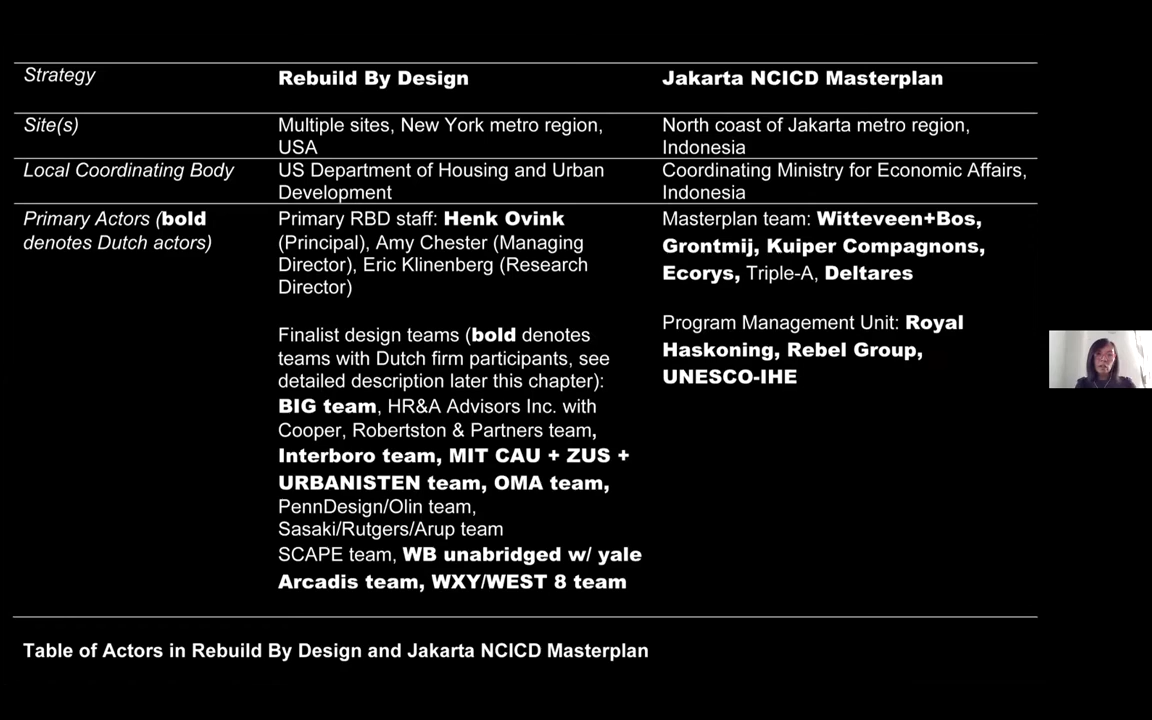 Strategy
Rebuild By Design
Jakarta NCICD Masterplan
Site(s)
Multiple sites, New York metro region,
USA
North coast of Jakarta metro region,
Indonesia
Local Coordinating Body
US Department of Housing and Urban
Development
Coordinating Ministry for Economic Affairs,
Indonesia
Primary Actors (bold
denotes Dutch actors)
Primary RBD staff: Henk Ovink
(Principal), Amy Chester (Managing
Director), Eric Klinenberg (Research
Director)
Finalist design teams (bold denotes
teams with Dutch firm participants, see
detailed description later this chapter):
BIG team, HR&A Advisors Inc. with
Cooper, Robertston & Partners team,
Interboro team, MIT CAU + ZUS +
URBANISTEN team, OMA team,
PennDesign/Olin team,
Sasaki/Rutgers/Arup team
SCAPE team, WB unabridged w/ yale
Arcadis team, WXY/WEST 8 team
Masterplan team: Witteveen+Bos,
Grontmij, Kuiper Compagnons,
Ecorys, Triple-A, Deltares
Program Management Unit: Royal
Haskoning, Rebel Group,
UNESCO-IHE
Table of Actors in Rebuild By Design and Jakarta NCICD Masterplan